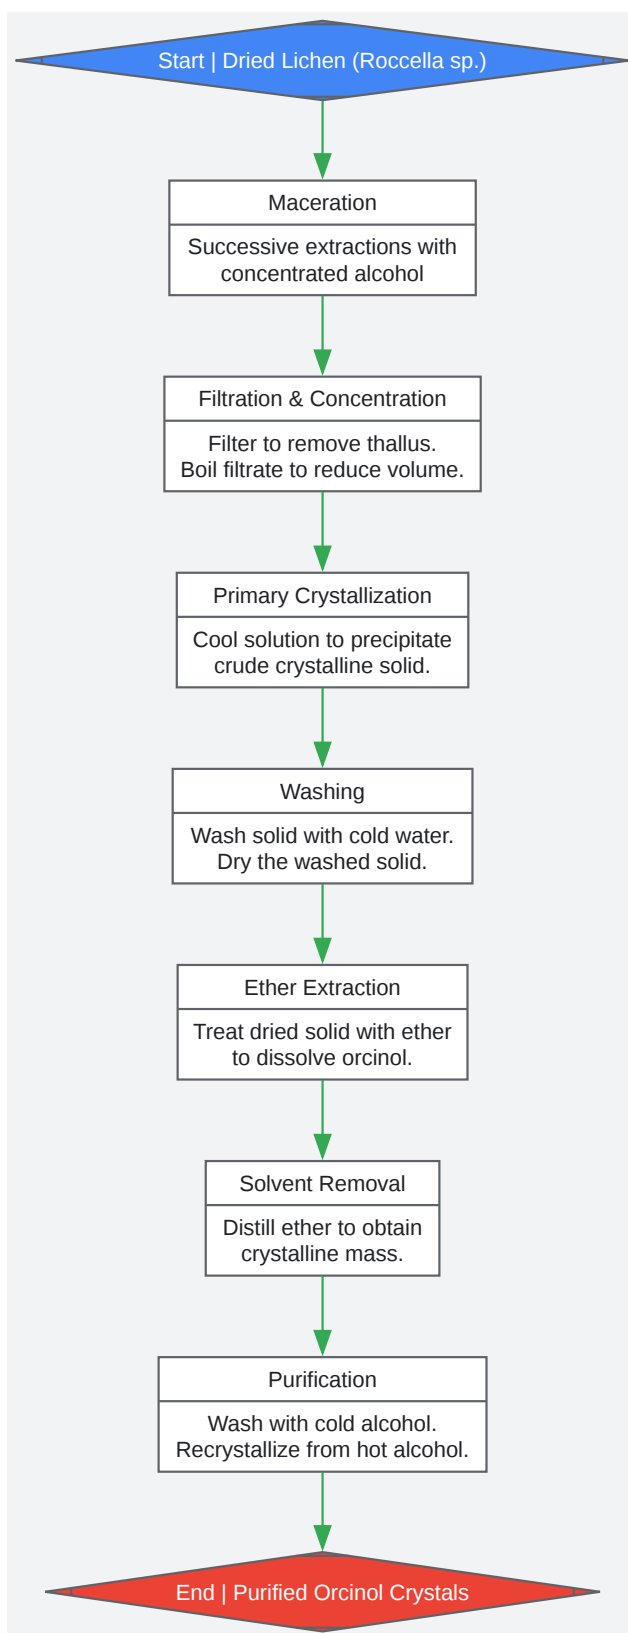 Start | Dried Lichen (Roccella sp.)
Maceration
Successive extractions with
concentrated alcohol
Filtration & Concentration
Filter to remove thallus.
Boil filtrate to reduce volume.
Primary Crystallization
Cool solution to precipitate
crude crystalline solid.
Washing
Wash solid with cold water.
Dry the washed solid.
Ether Extraction
Treat dried solid with ether
to dissolve orcinol.
Solvent Removal
Distill ether to obtain
crystalline mass.
Purification
Wash with cold alcohol.
Recrystallize from hot alcohol.
End | Purified Orcinol Crystals